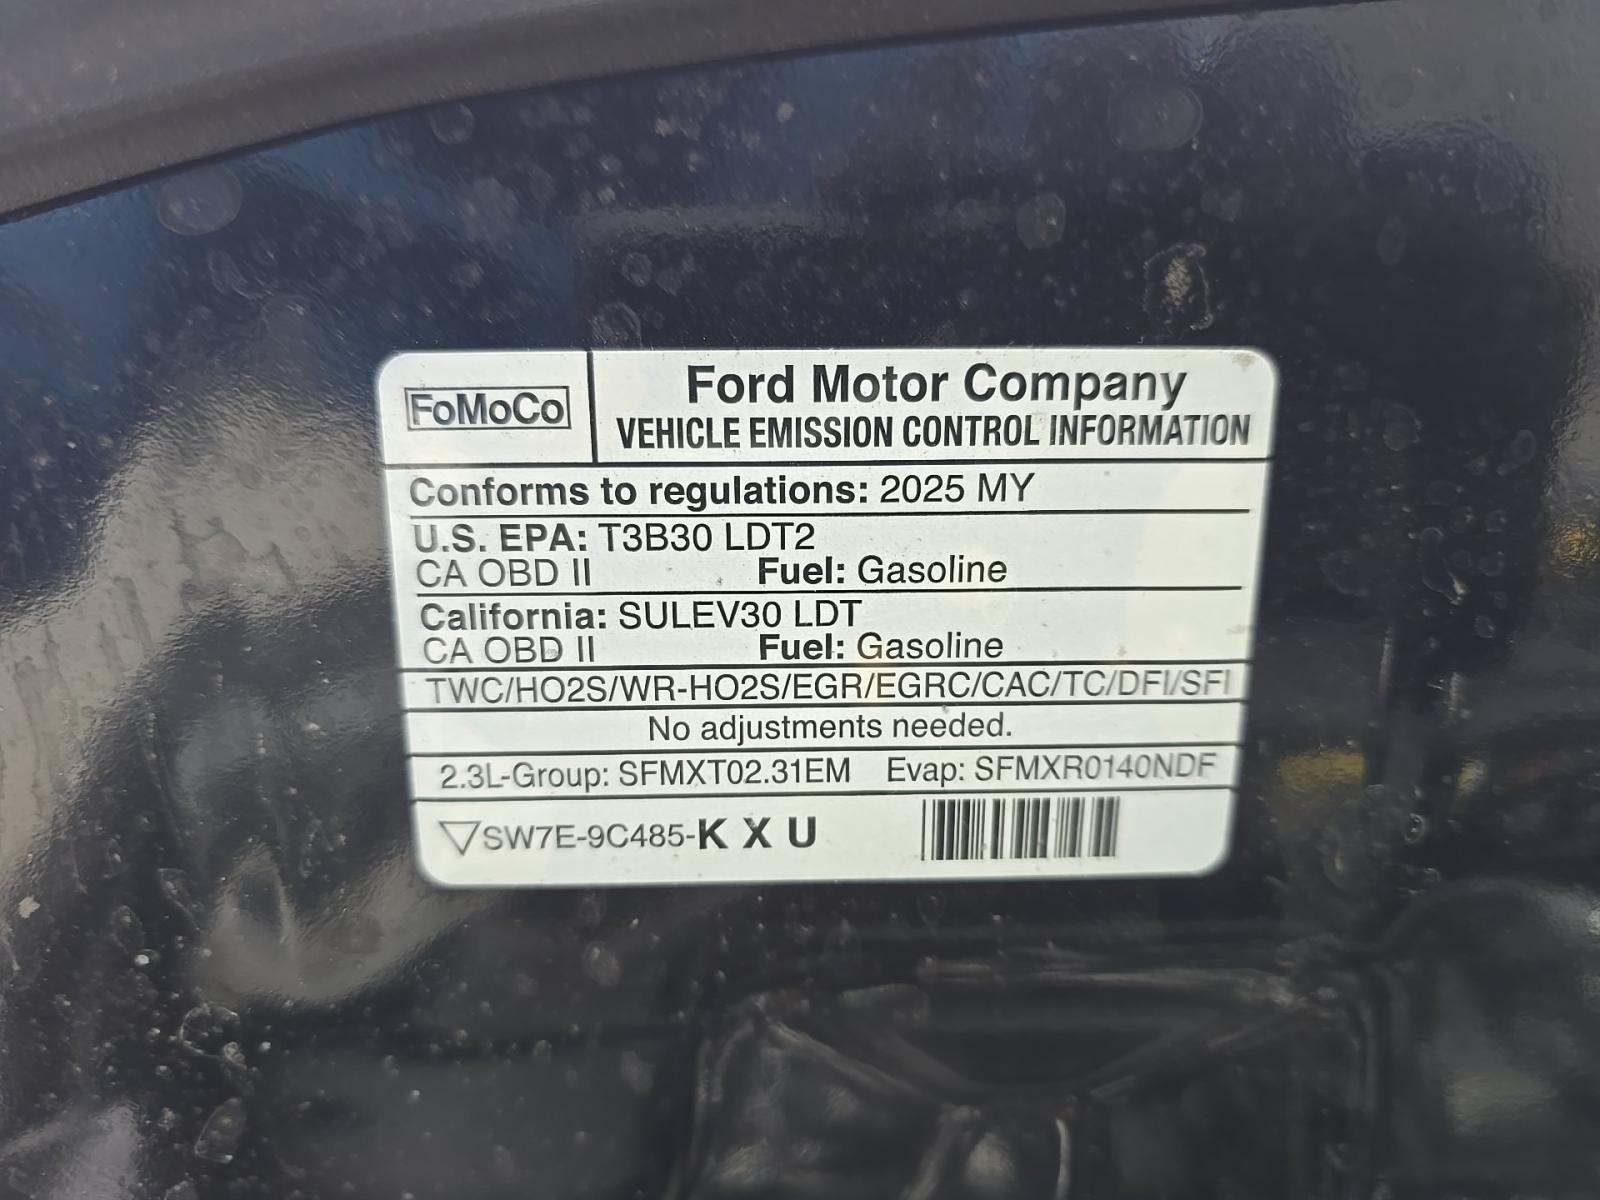 FoMoCo
Ford Motor Company
VEHICLE EMISSION CONTROL INFORMATION
Conforms to regulations: 2025 MY
U.S. EPA: T3B30 LDT2
CA OBD II Fuel: Gasoline
California: SULEV30 LDT
CA OBD II Fuel: Gasoline
TWC/HO2S/WR-HO2S/EGR/EGRC/CAC/TC/DFI/SFI
No adjustments needed.
2.3L-Group: SFMXT02.31EM Evap: SFMXR0140NDF
SW7E-9C485-K X U